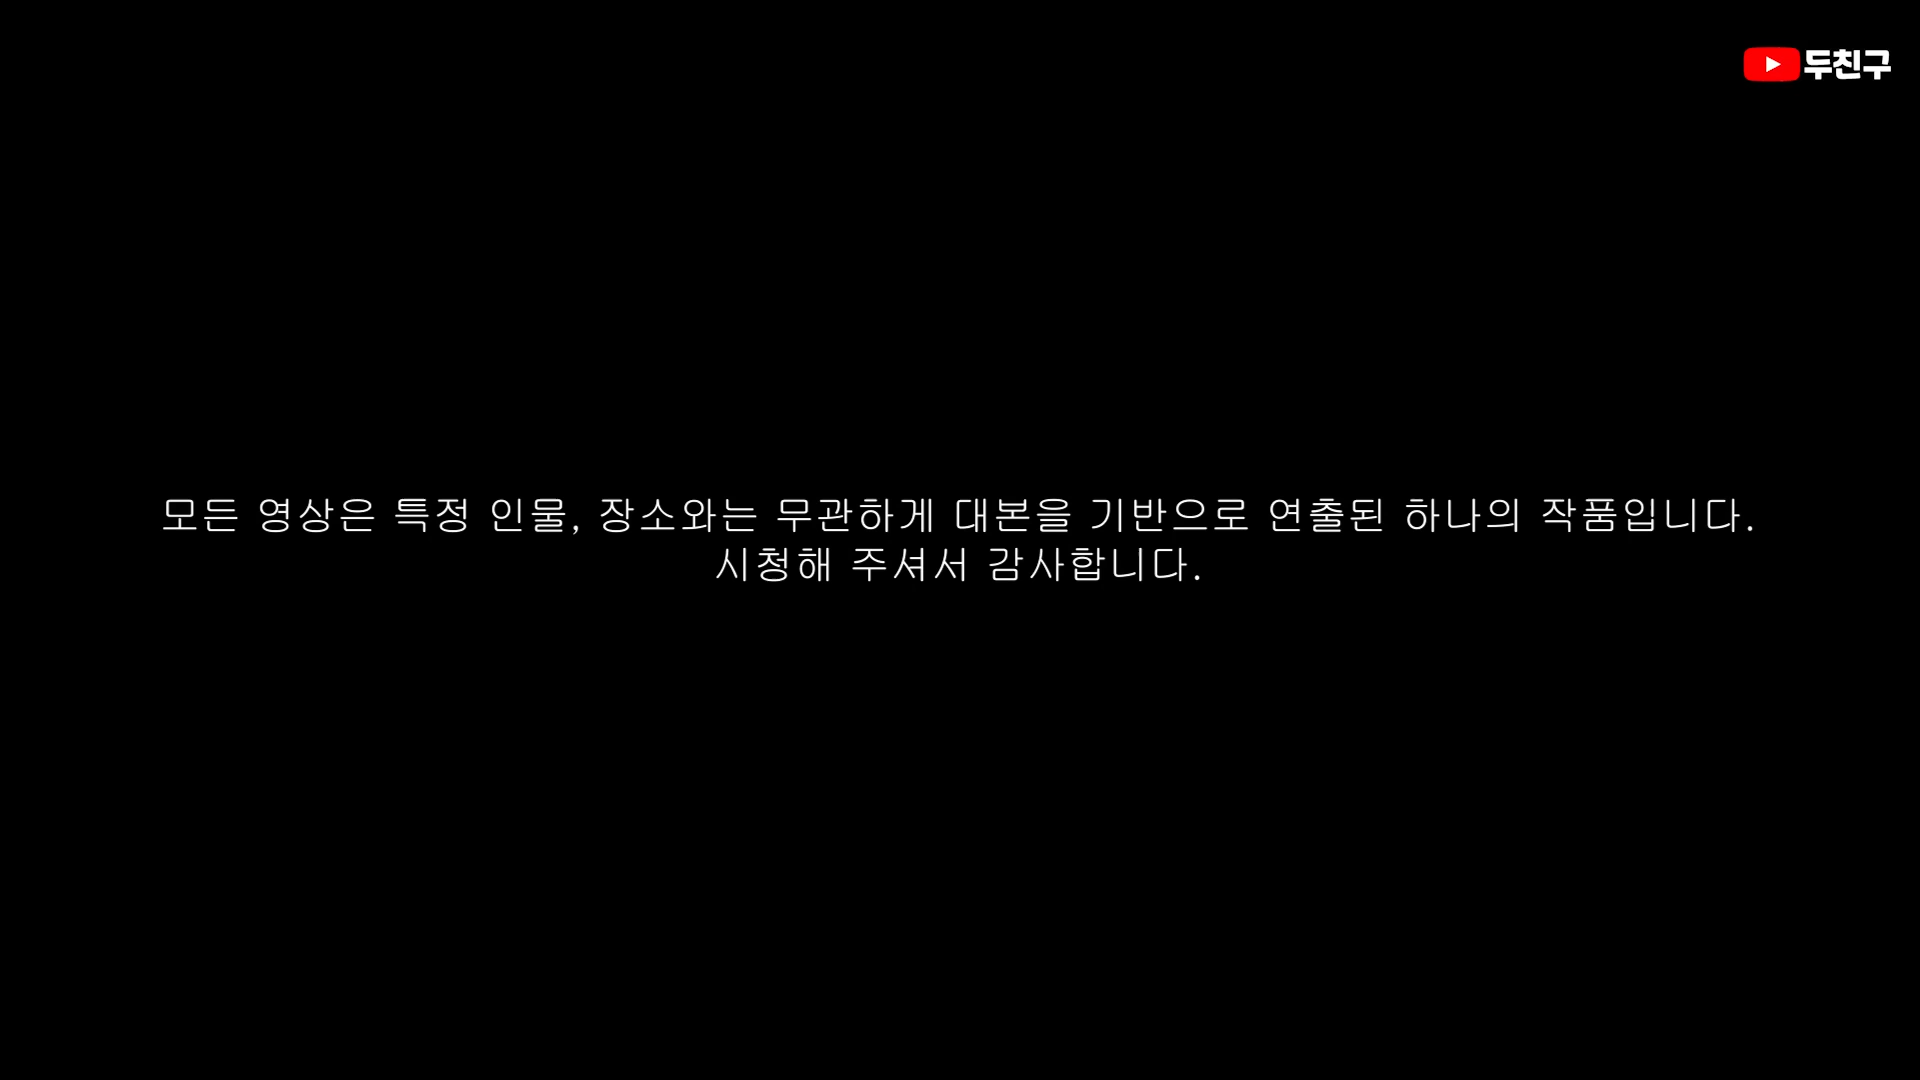 두친구
모든 영상은 특정 인물, 장소와는 무관하게 대본을 기반으로 연출된 하나의 작품입니다.
시청해 주셔서 감사합니다.